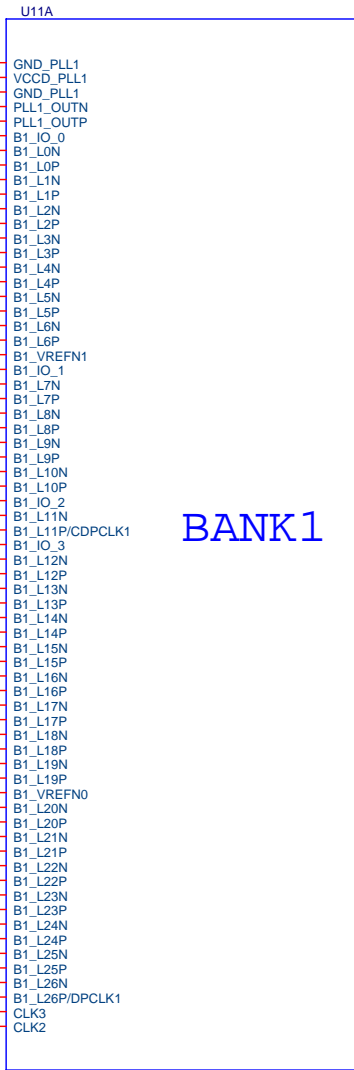 U11A
GND_PLL1
VCCD_PLL1
GND_PLL1
PLL1_OUTN
PLL1_OUTP
B1_IO_0
B1_L0N
B1_L0P
B1_L1N
B1_L1P
B1_L2N
B1_L2P
B1_L3N
B1_L3P
B1_L4N
B1_L4P
B1_L5N
B1_L5P
B1_L6N
B1_L6P
B1_VREFN1
B1_IO_1
B1_L7N
B1_L7P
B1_L8N
B1_L8P
B1_L9N
B1_L9P
B1_L10N
B1_L10P
B1_IO_2
B1_L11N
B1_L11P/CDPCLK1
BANK1
B1_IO_3
B1_L12N
B1_L12P
B1_L13N
B1_L13P
B1_L14N
B1_L14P
B1_L15N
B1_L15P
B1_L16N
B1_L16P
B1_L17N
B1_L17P
B1_L18N
B1_L18P
B1_L19N
B1_L19P
B1_VREFN0
B1_L20N
B1_L20P
B1_L21N
B1_L21P
B1_L22N
B1_L22P
B1_L23N
B1_L23P
B1_L24N
B1_L24P
B1_L25N
B1_L25P
B1_L26N
B1_L26P/DPCLK1
CLK3
CLK2